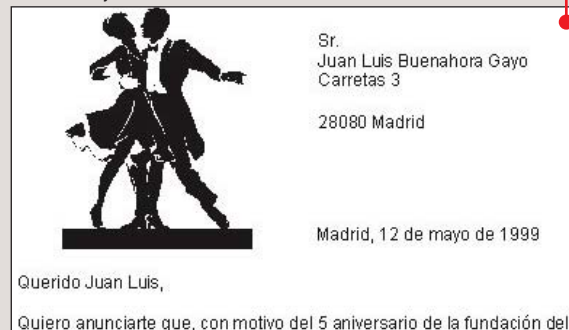 Sr.
Juan Luis Buenahora Gayo
Carretas 3
28080 Madrid
Madrid, 12 de mayo de 1999
Querido Juan Luis,
Quiero anunciarte que, con motivo del 5 aniversario de la fundación del